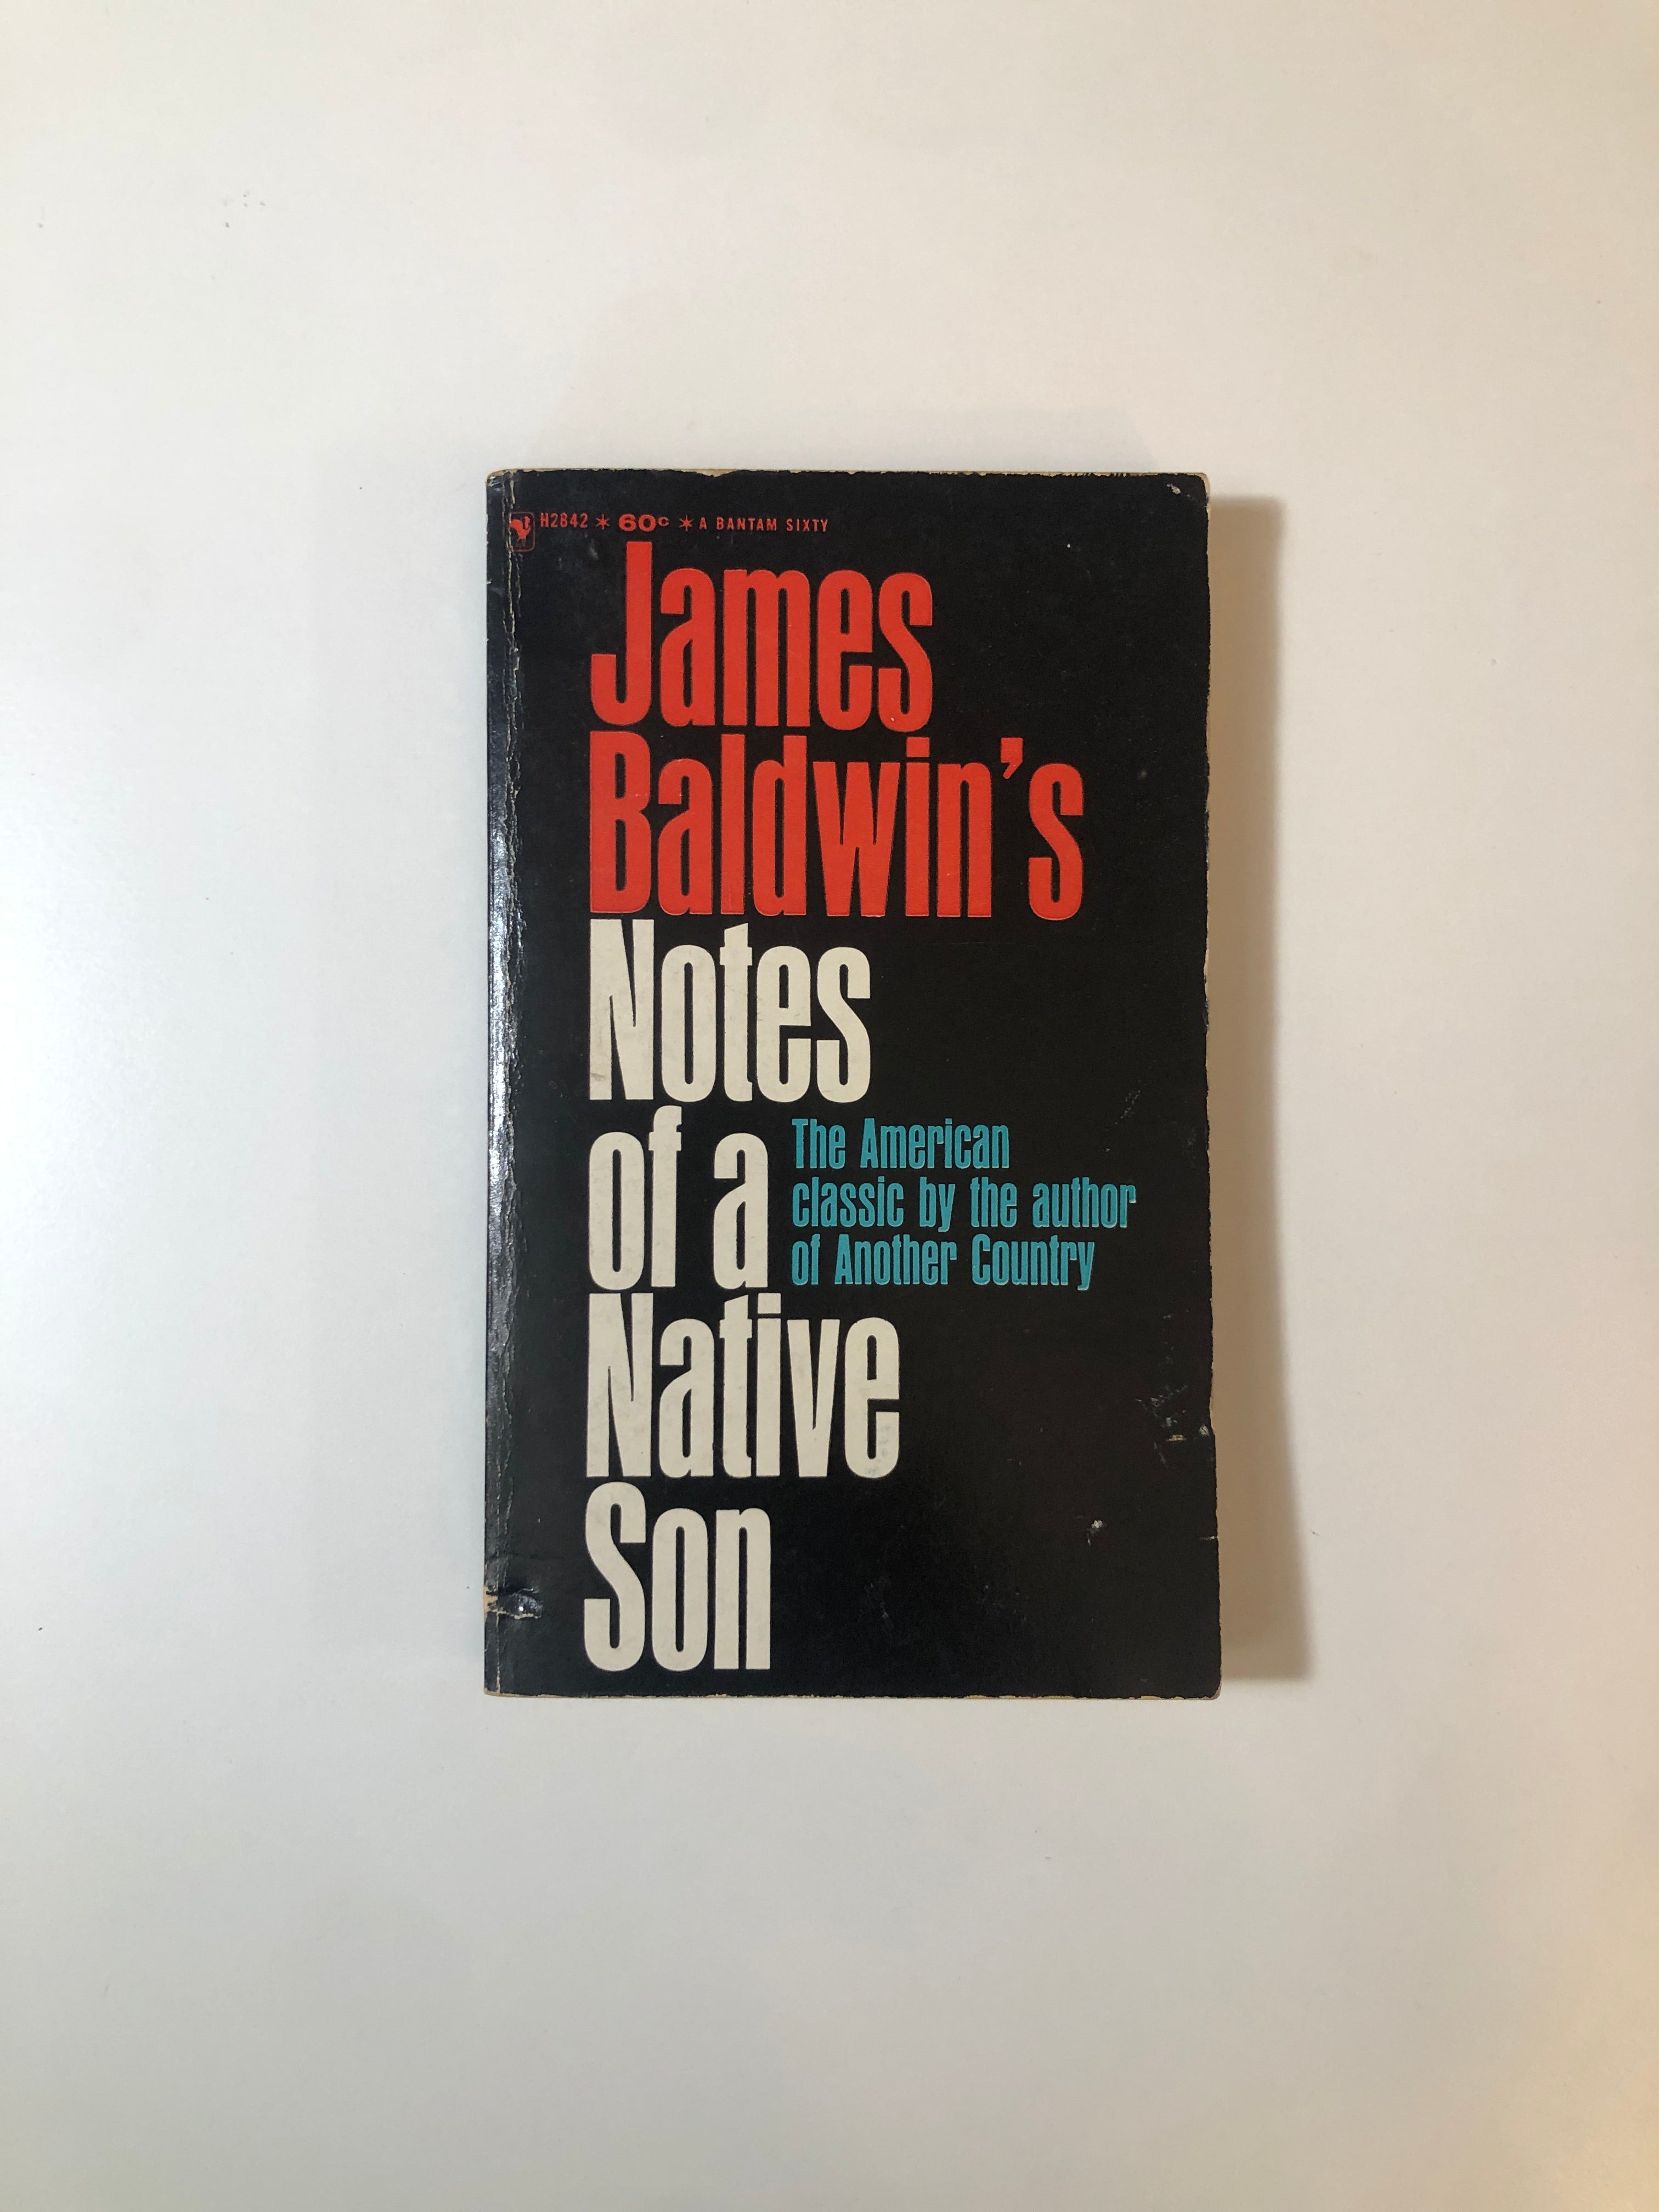 H2842 * 60c * A BANTAM SIXTY
James
Baldwin's
Notes
of a
The American
classic by the author
of Another Country
Native
Son